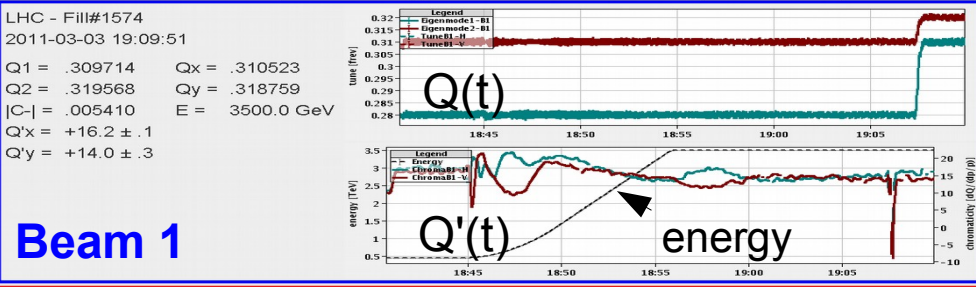 LHC - Fill#1574
2011-03-03 19:09:51
Q1 = .309714 Qx = .310523
Q2 = .319568 Qy = .318759
|C-| = .005410 E = 3500.0 GeV
Q'x = +16.2 ± .1
Q'y = +14.0 ± .3
Beam 1
Legend
Eigenmode1-B1
Eigenmode2-B1
TuneB1-H
TuneB1-V
tune [frev]
0.32
0.315
0.31
0.305
0.3
0.295
0.29
0.285
0.28
Q(t)
18:45 18:50 18:55 19:00 19:05
Legend
Energy
ChromaB1-H
ChromaB1-V
energy [TeV]
3.5
3
2.5
2
1.5
1
0.5
Q'(t)
energy
20
15
10
5
0
-5
-10
chromaticity [dQ/(dp/p)]
18:45 18:50 18:55 19:00 19:05